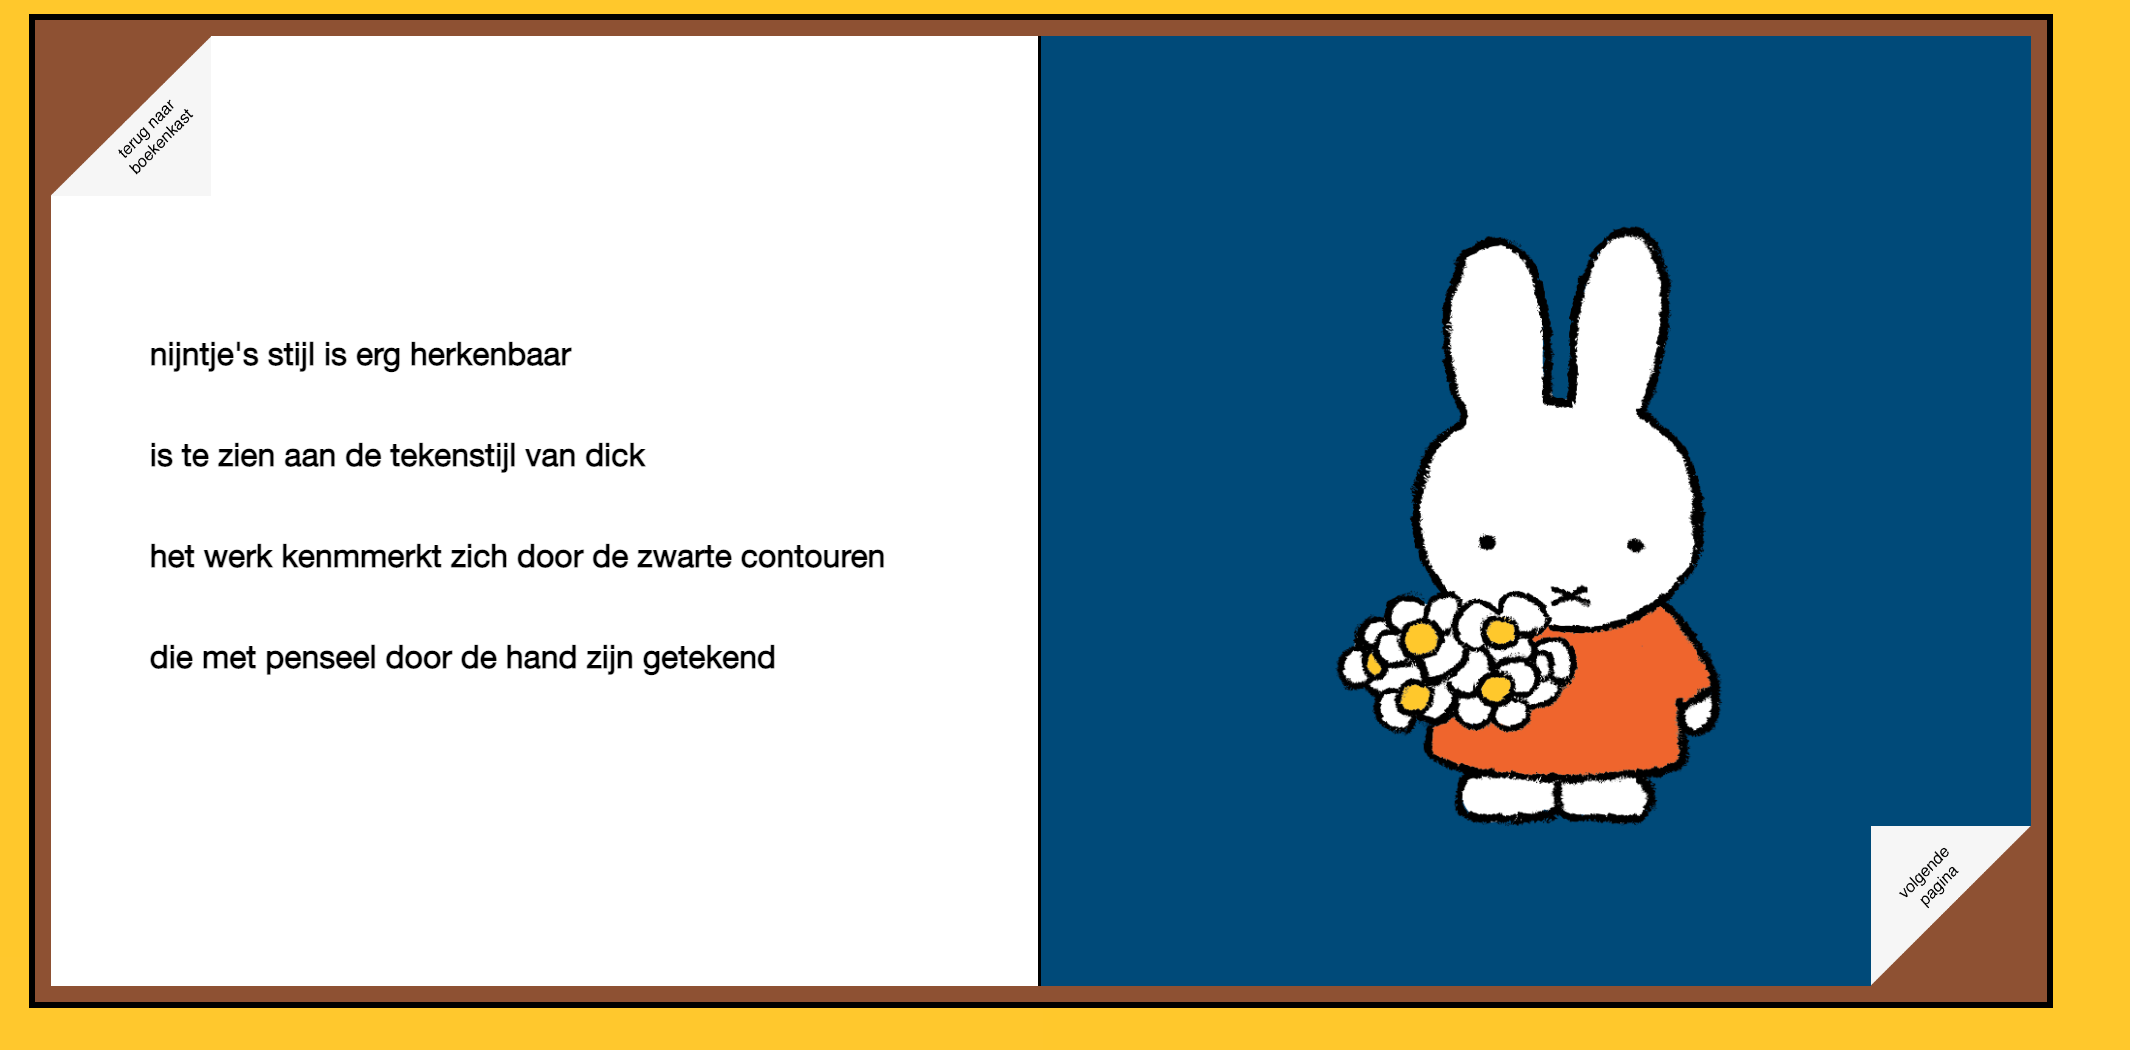 terug naar
boekenkast
nijntje's stijl is erg herkenbaar
is te zien aan de tekenstijl van dick
het werk kenmmerkt zich door de zwarte contouren
die met penseel door de hand zijn getekend
volgende
pagina